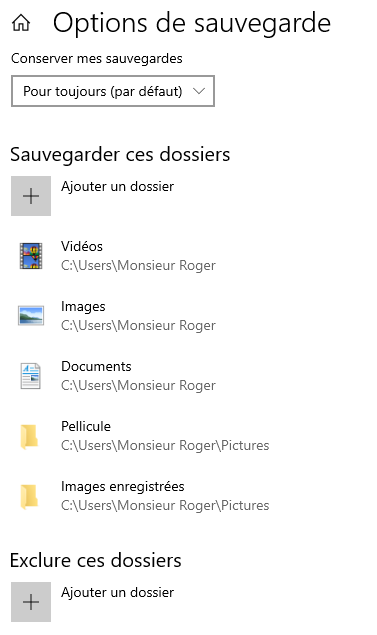 Options de sauvegarde
Conserver mes sauvegardes
Pour toujours (par défaut)
Sauvegarder ces dossiers
Ajouter un dossier
Vidéos
C:\Users\Monsieur Roger
Images
C:\Users\Monsieur Roger
Documents
C:\Users\Monsieur Roger
Pellicule
C:\Users\Monsieur Roger\Pictures
Images enregistrées
C:\Users\Monsieur Roger\Pictures
Exclure ces dossiers
Ajouter un dossier